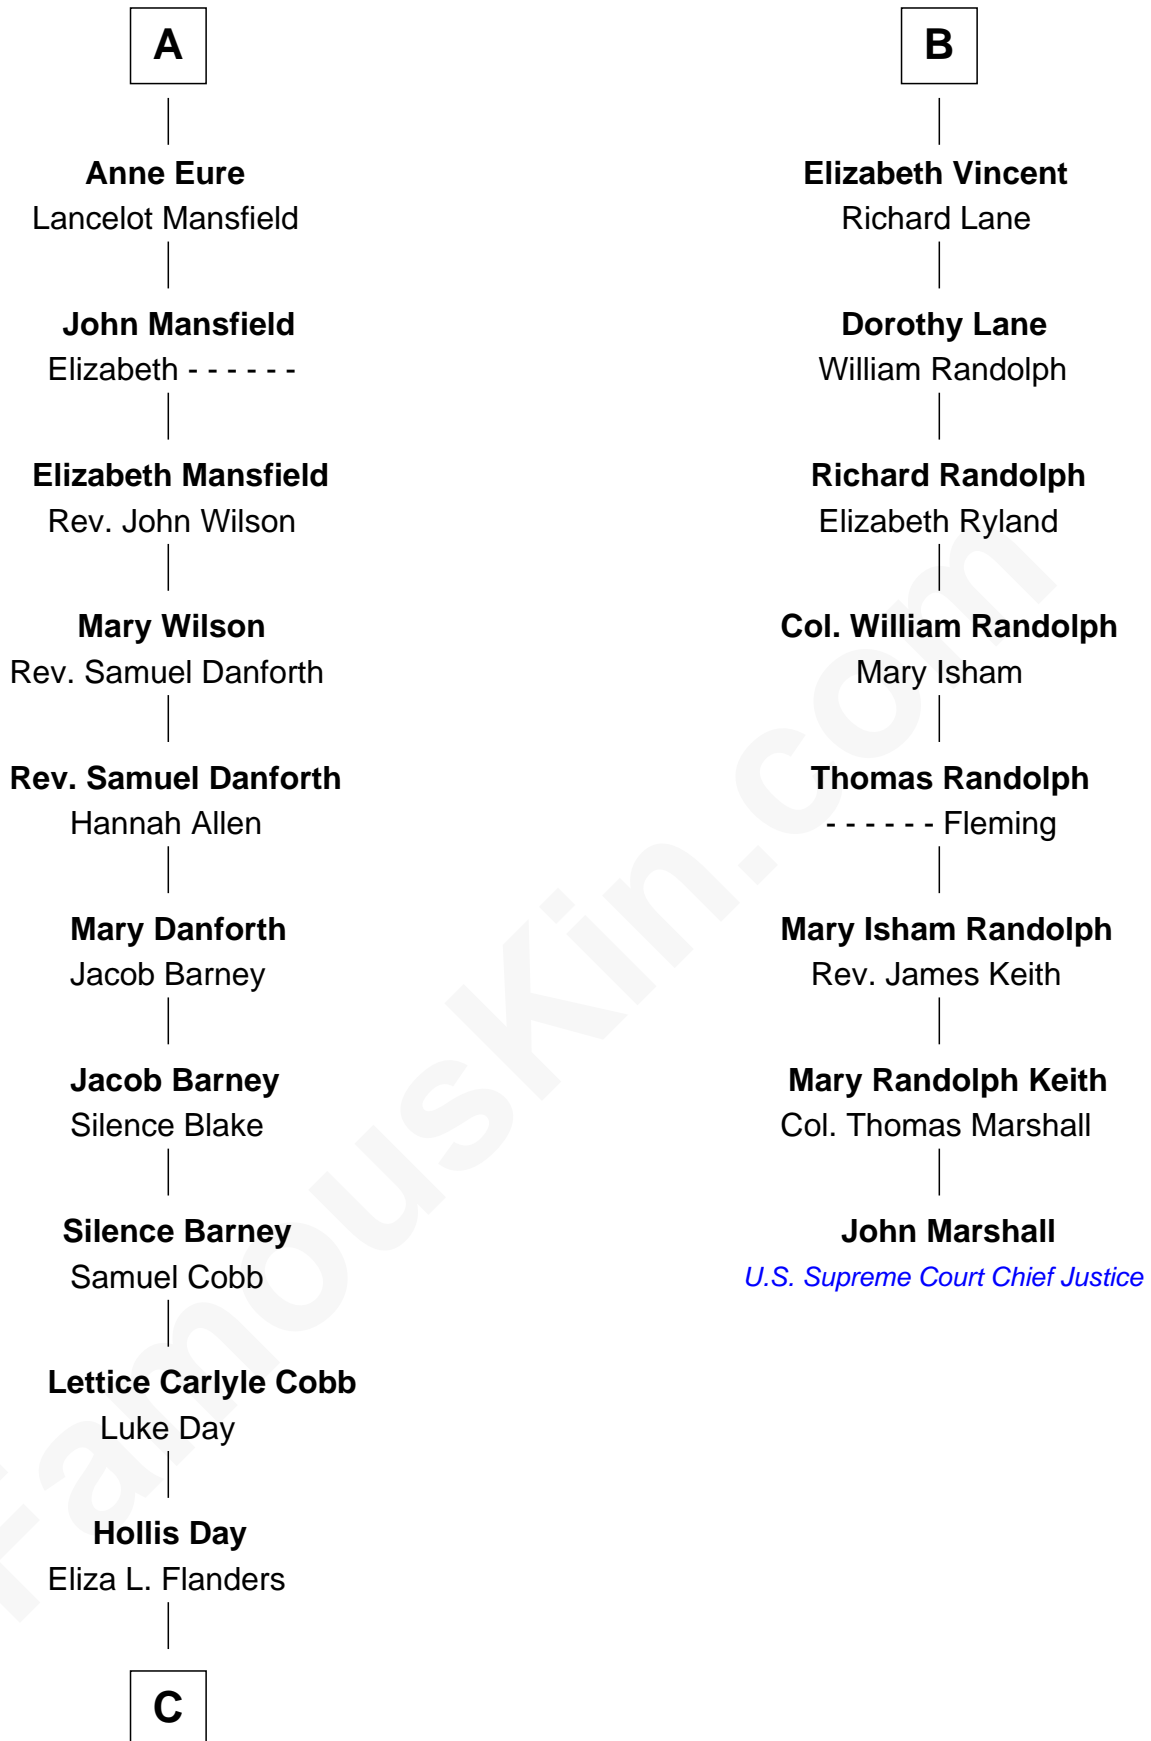 A
Anne Eure
Lancelot Mansfield
John Mansfield
Elizabeth - - - - - -
Elizabeth Mansfield
Rev. John Wilson
Mary Wilson
Rev. Samuel Danforth
Rev. Samuel Danforth
Hannah Allen
Mary Danforth
Jacob Barney
Jacob Barney
Silence Blake
Silence Barney
Samuel Cobb
Lettice Carlyle Cobb
Luke Day
Hollis Day
Eliza L. Flanders
C
B
Elizabeth Vincent
Richard Lane
Dorothy Lane
William Randolph
Richard Randolph
Elizabeth Ryland
Col. William Randolph
Mary Isham
Thomas Randolph
- - - - - - Fleming
Mary Isham Randolph
Rev. James Keith
Mary Randolph Keith
Col. Thomas Marshall
John Marshall
U.S. Supreme Court Chief Justice
FamousKin.com